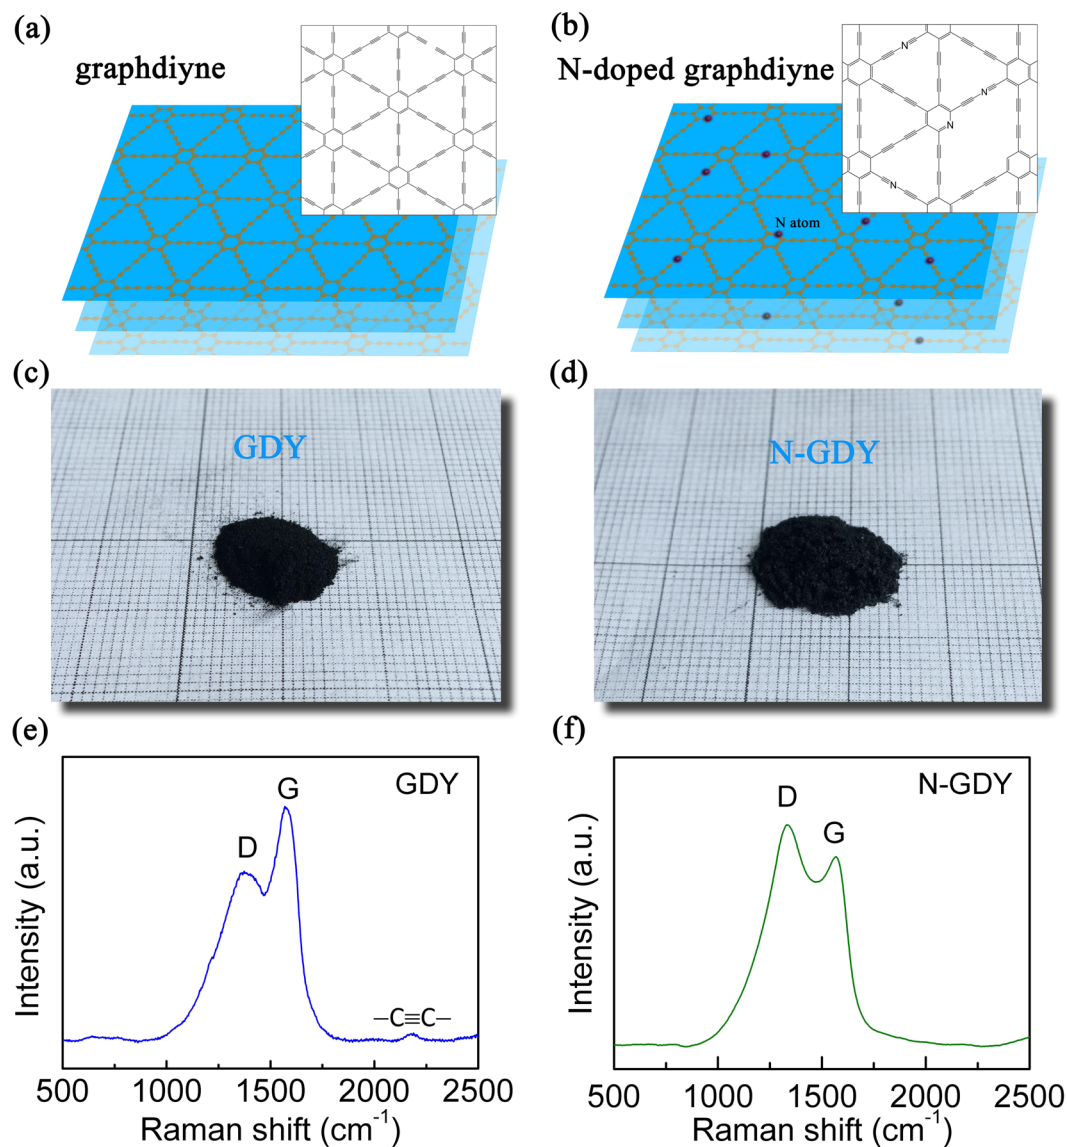 (a)
graphdiyne
(b)
N-doped graphdiyne
N
N
N
N
N atom
(c)
GDY
(d)
N-GDY
(e)
GDY
D
G
–C≡C–
Intensity (a.u.)
500 1000 1500 2000 2500
Raman shift (cm⁻¹)
(f)
N-GDY
D
G
Intensity (a.u.)
500 1000 1500 2000 2500
Raman shift (cm⁻¹)